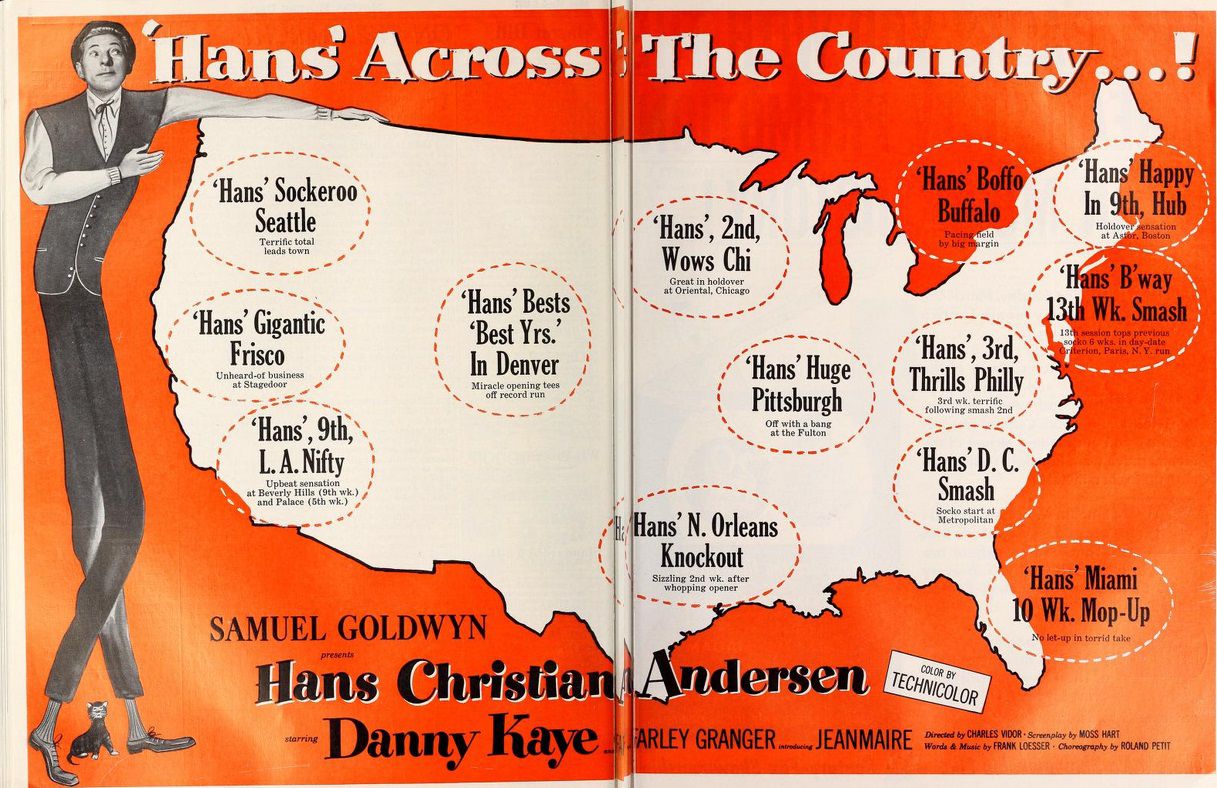 'Hans' Across The Country...!
'Hans' Sockeroo
Seattle
Terrific total
leads town
'Hans' Gigantic
Frisco
Unheard-of business
at Stagedoor
'Hans', 9th,
L. A. Nifty
Upbeat sensation
at Beverly Hills (9th wk.)
and Palace (5th wk.)
'Hans' Bests
'Best Yrs.'
In Denver
Miracle opening tees
off record run
'Hans', 2nd,
Wows Chi
Great in holdover
at Oriental, Chicago
'Hans' Boffo
Buffalo
Pacing field
by big margin
'Hans' Happy
In 9th, Hub
Holdover sensation
at Astor, Boston
'Hans' B'way
13th Wk. Smash
13th session tops previous
socko 6 wks. in day-date
Criterion, Paris, N. Y. run
'Hans' Huge
Pittsburgh
Off with a bang
at the Fulton
'Hans', 3rd,
Thrills Philly
3rd wk. terrific
following smash 2nd
'Hans' D. C.
Smash
Socko start at
Metropolitan
Hans' N. Orleans
Knockout
Sizzling 2nd wk. after
whopping opener
'Hans' Miami
10 Wk. Mop-Up
No let-up in torrid take
SAMUEL GOLDWYN
presents
Hans Christian Andersen
COLOR BY
TECHNICOLOR
starring Danny Kaye FARLEY GRANGER introducing JEANMAIRE
Directed by CHARLES VIDOR · Screenplay by MOSS HART
Words & Music by FRANK LOESSER · Choreography by ROLAND PETIT